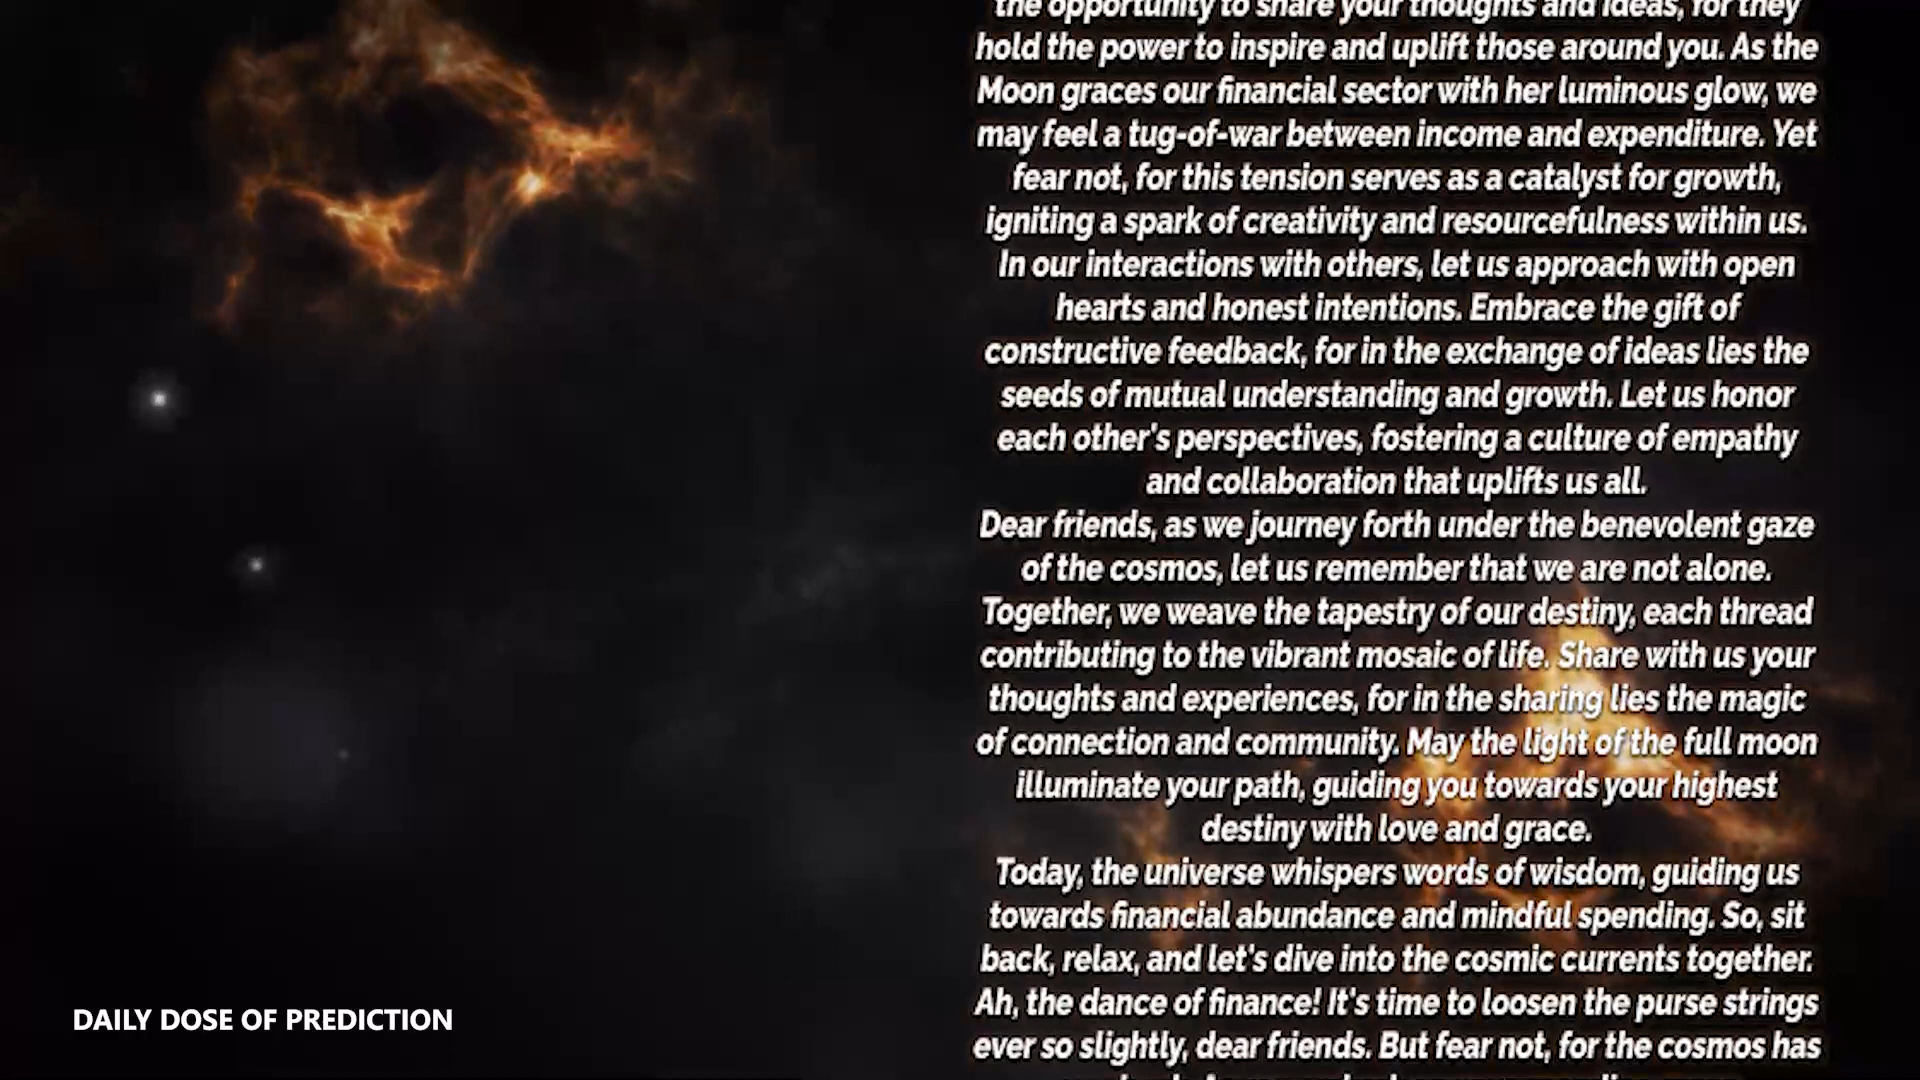 the opportunity to share your thoughts and ideas, for they
hold the power to inspire and uplift those around you. As the
Moon graces our financial sector with her luminous glow, we
may feel a tug-of-war between income and expenditure. Yet
fear not, for this tension serves as a catalyst for growth,
igniting a spark of creativity and resourcefulness within us.
In our interactions with others, let us approach with open
hearts and honest intentions. Embrace the gift of
constructive feedback, for in the exchange of ideas lies the
seeds of mutual understanding and growth. Let us honor
each other's perspectives, fostering a culture of empathy
and collaboration that uplifts us all.
Dear friends, as we journey forth under the benevolent gaze
of the cosmos, let us remember that we are not alone.
Together, we weave the tapestry of our destiny, each thread
contributing to the vibrant mosaic of life. Share with us your
thoughts and experiences, for in the sharing lies the magic
of connection and community. May the light of the full moon
illuminate your path, guiding you towards your highest
destiny with love and grace.
Today, the universe whispers words of wisdom, guiding us
towards financial abundance and mindful spending. So, sit
back, relax, and let's dive into the cosmic currents together.
Ah, the dance of finance! It's time to loosen the purse strings
ever so slightly, dear friends. But fear not, for the cosmos has
DAILY DOSE OF PREDICTION